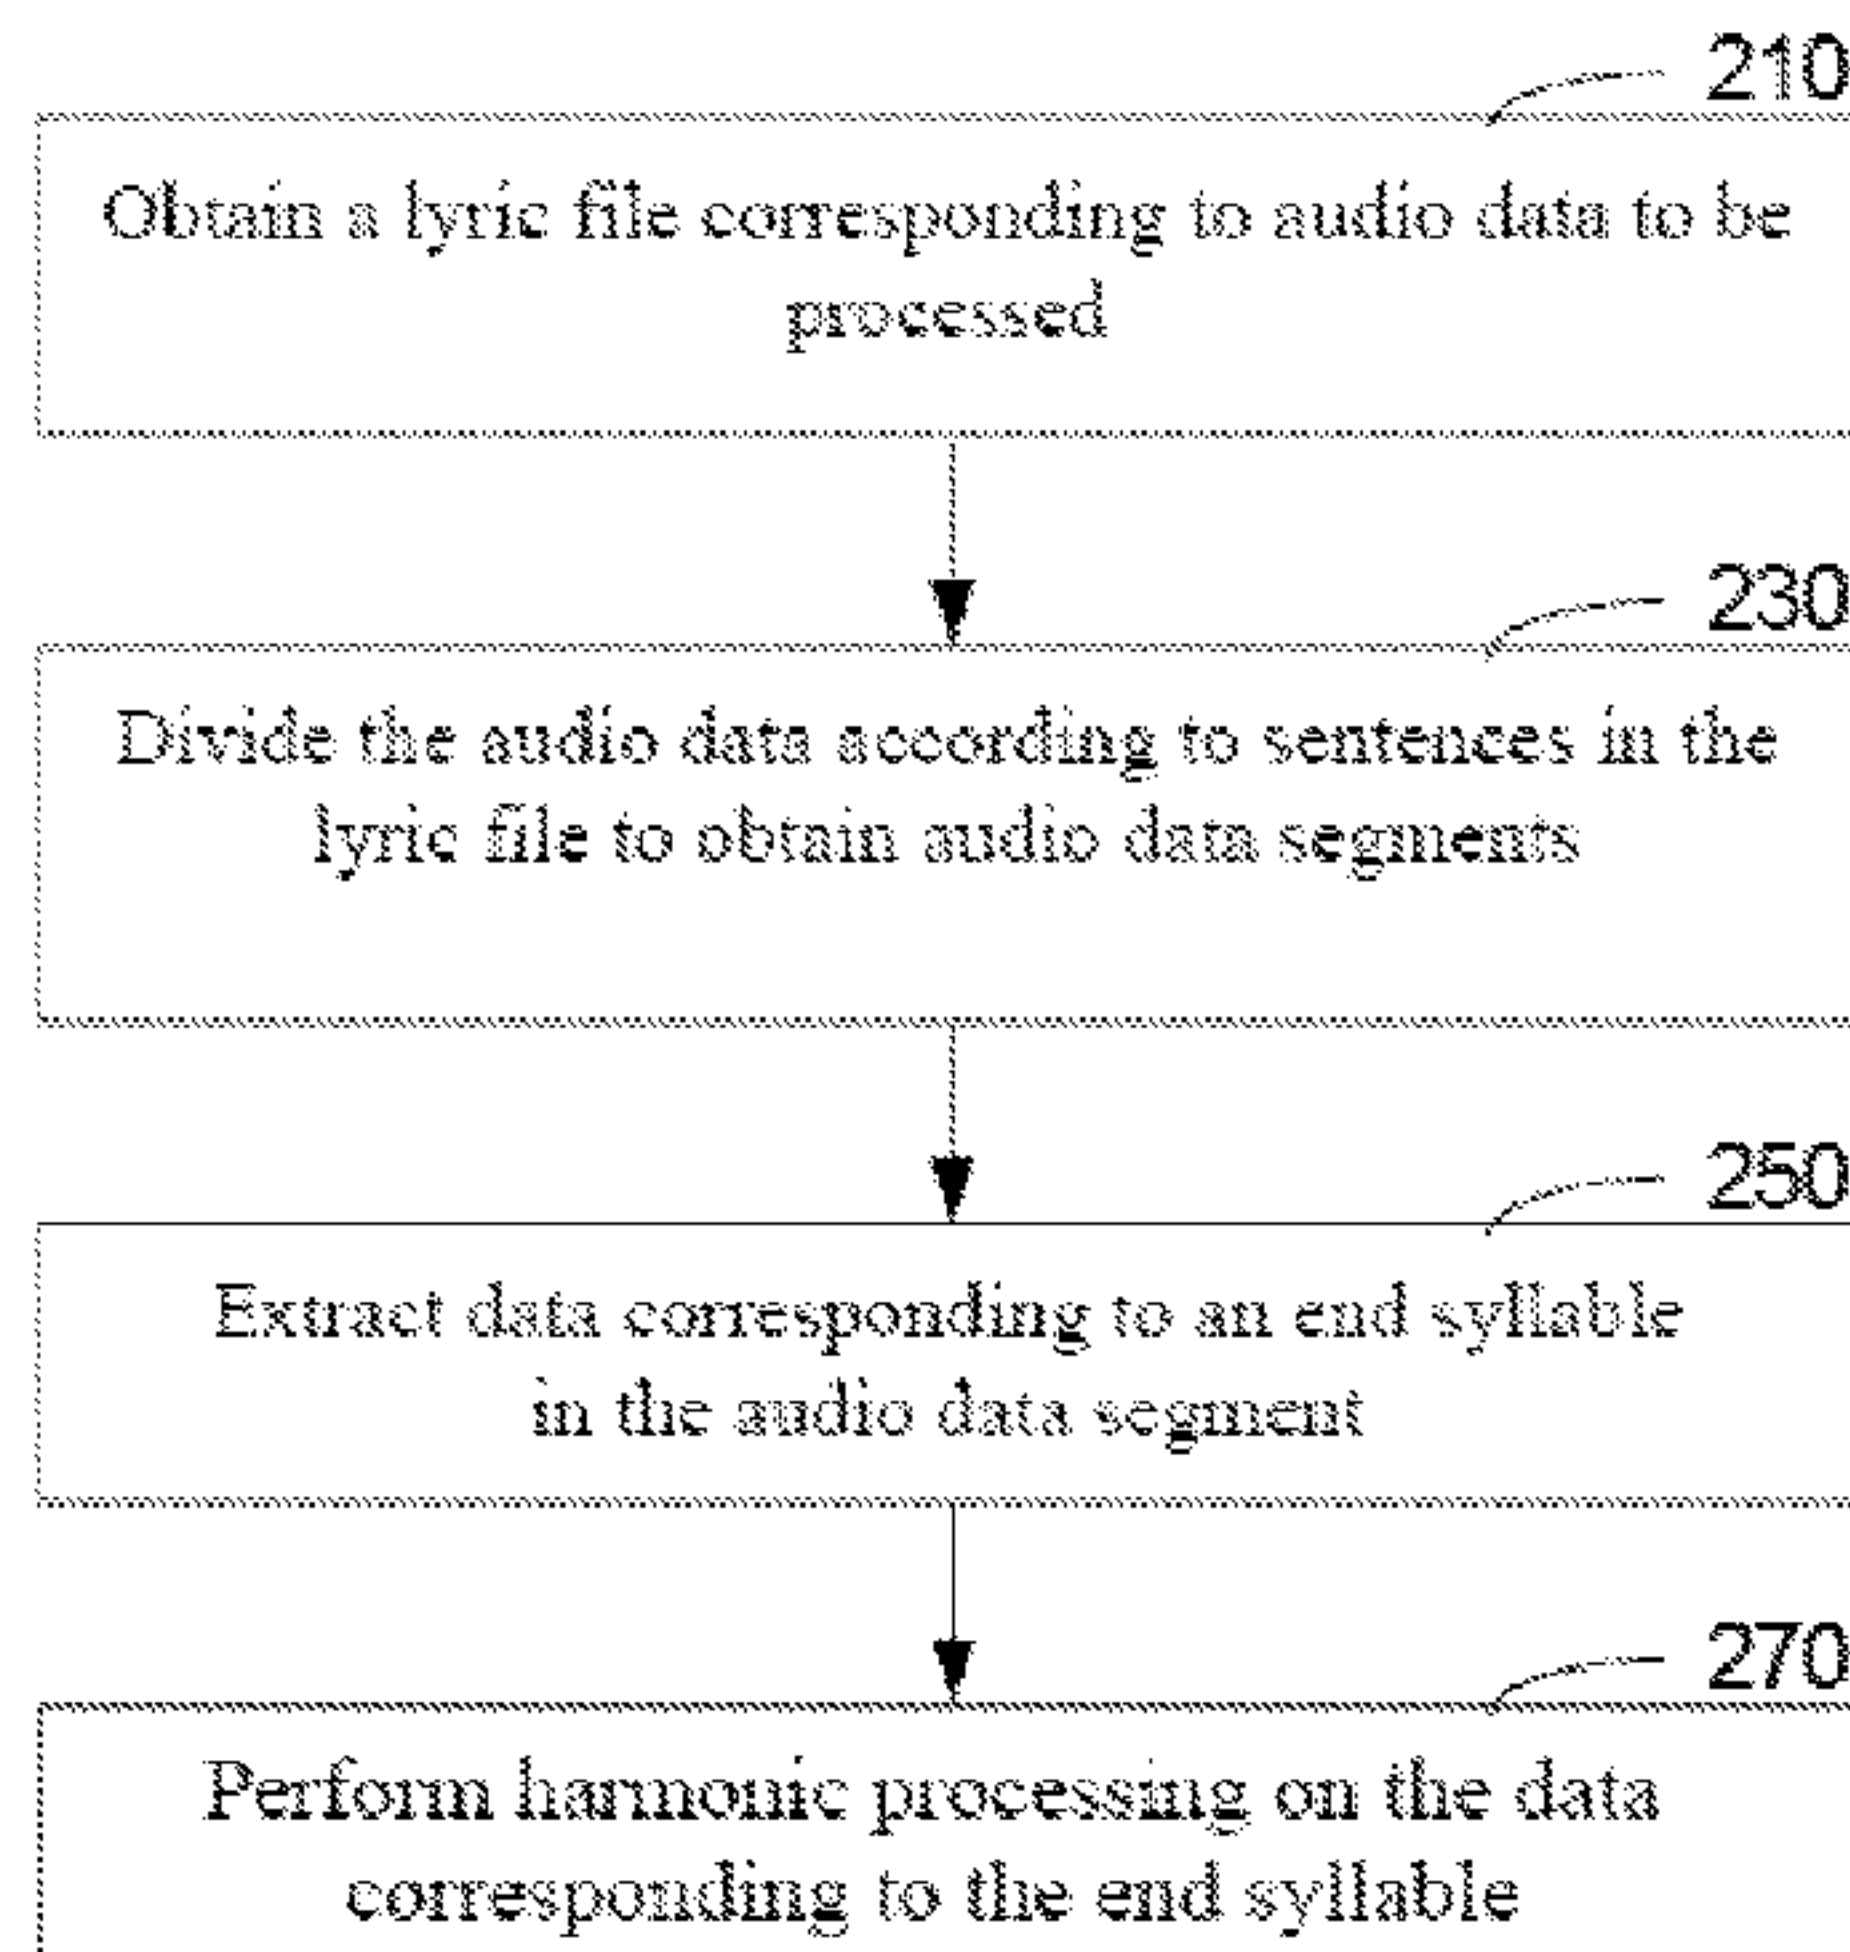 210
Obtain a lyric file corresponding to audio data to be
processed
230
Divide the audio data according to sentences in the
lyric file to obtain audio data segments
250
Extract data corresponding to an end syllable
in the audio data segment
270
Perform harmonic processing on the data
corresponding to the end syllable